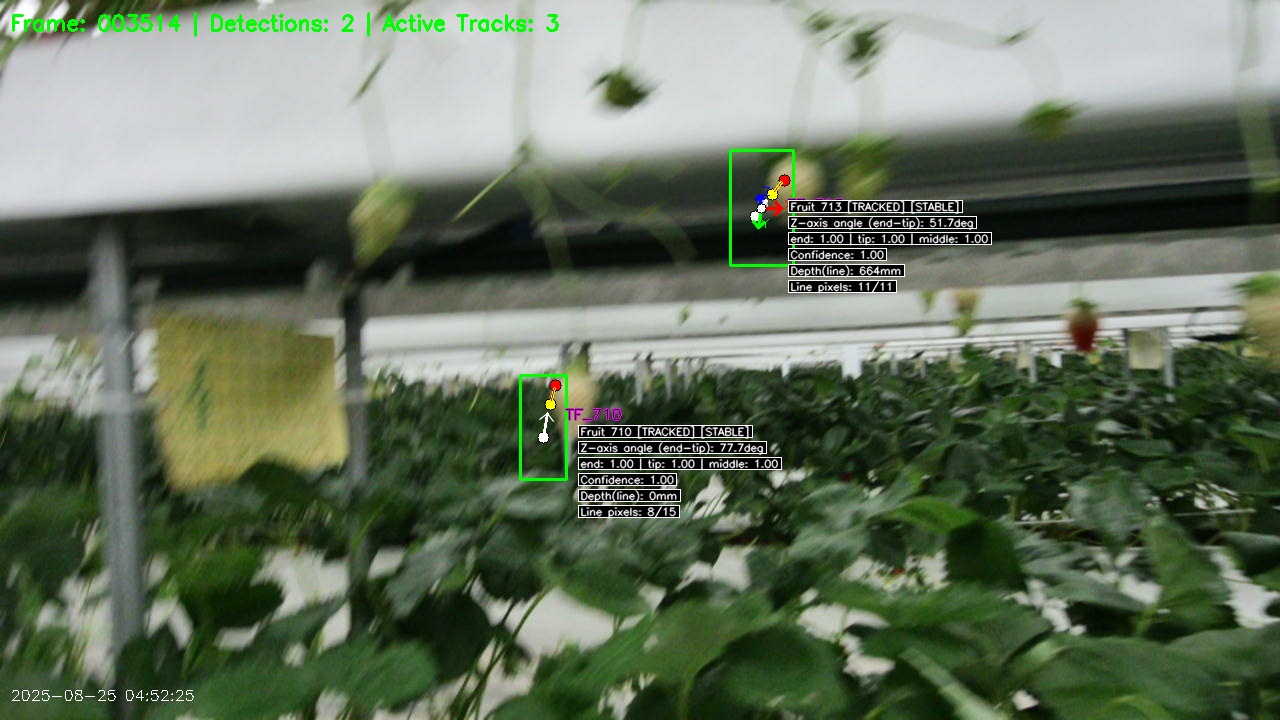 Frame: 003514 | Detections: 2 | Active Tracks: 3
Fruit 713 [TRACKED] [STABLE]
Z-axis angle (end-tip): 51.7deg
end: 1.00 | tip: 1.00 | middle: 1.00
Confidence: 1.00
Depth(line): 664mm
Line pixels: 11/11
TF_710
Fruit 710 [TRACKED] [STABLE]
Z-axis angle (end-tip): 77.7deg
end: 1.00 | tip: 1.00 | middle: 1.00
Confidence: 1.00
Depth(line): 0mm
Line pixels: 8/15
2025-08-25 04:52:25